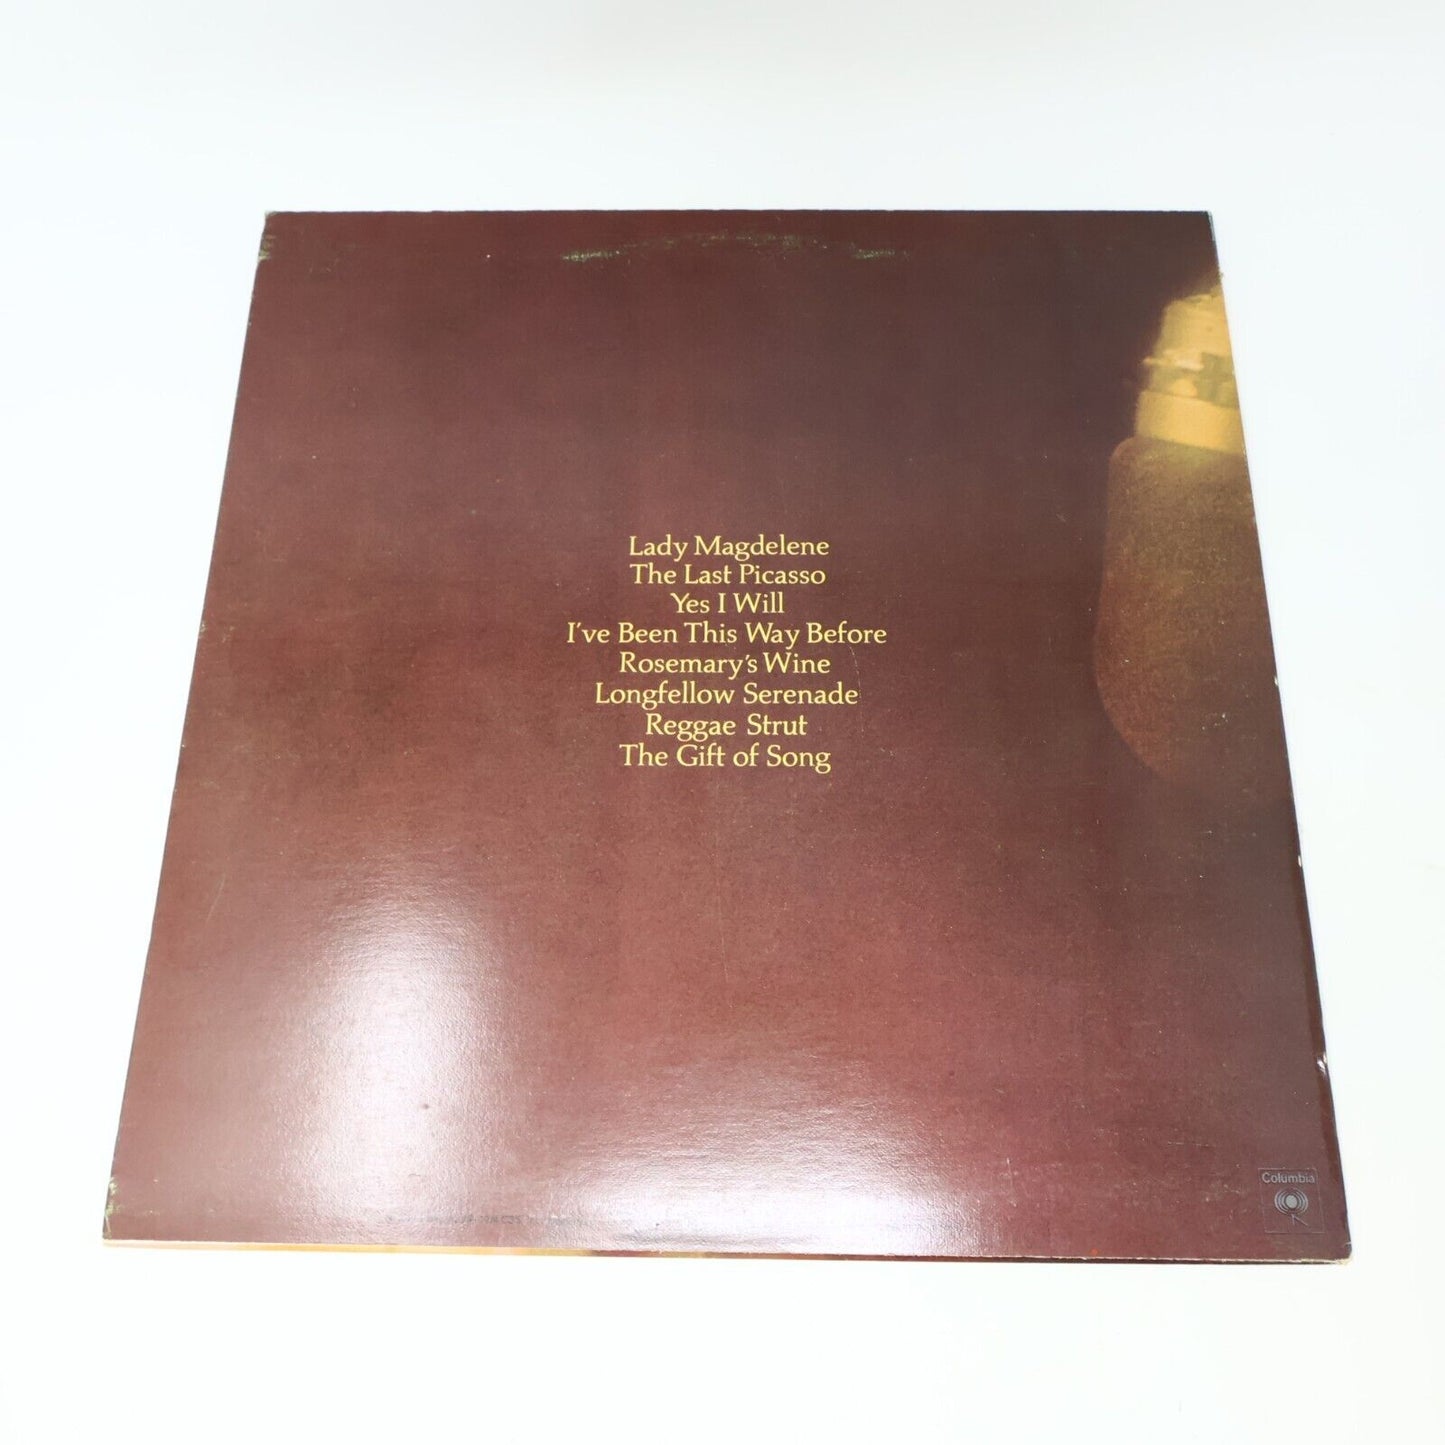 Lady Magdelene
The Last Picasso
Yes I Will
I've Been This Way Before
Rosemary's Wine
Longfellow Serenade
Reggae Strut
The Gift of Song
Columbia